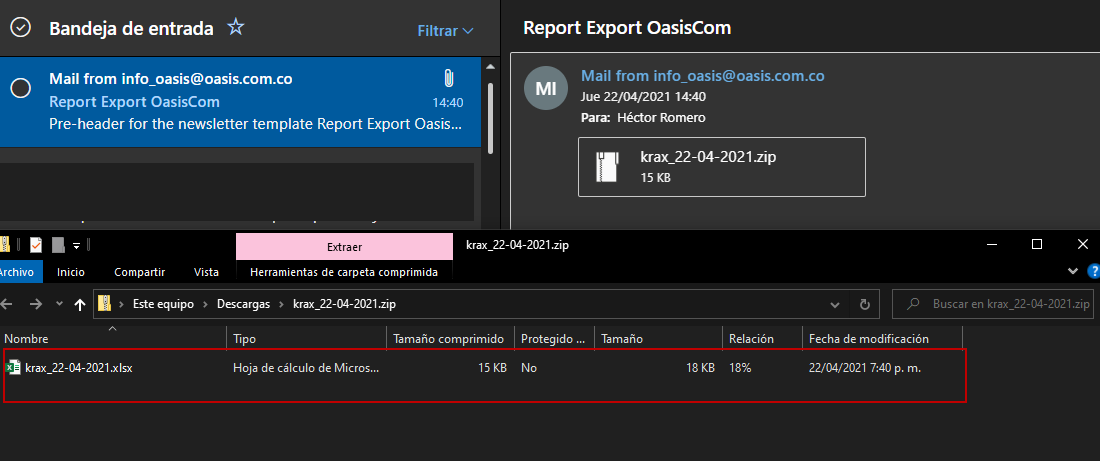 Bandeja de entrada
Filtrar
Mail from info_oasis@oasis.com.co
Report Export OasisCom
14:40
Pre-header for the newsletter template Report Export Oasis...
Report Export OasisCom
MI
Mail from info_oasis@oasis.com.co
Jue 22/04/2021 14:40
Para: Héctor Romero
krax_22-04-2021.zip
15 KB
Extraer
krax_22-04-2021.zip
Archivo
Inicio
Compartir
Vista
Herramientas de carpeta comprimida
?
Este equipo > Descargas > krax_22-04-2021.zip
Buscar en krax_22-04-2021.zip
Nombre
Tipo
Tamaño comprimido
Protegido ...
Tamaño
Relación
Fecha de modificación
krax_22-04-2021.xlsx
Hoja de cálculo de Micros...
15 KB
No
18 KB
18%
22/04/2021 7:40 p. m.